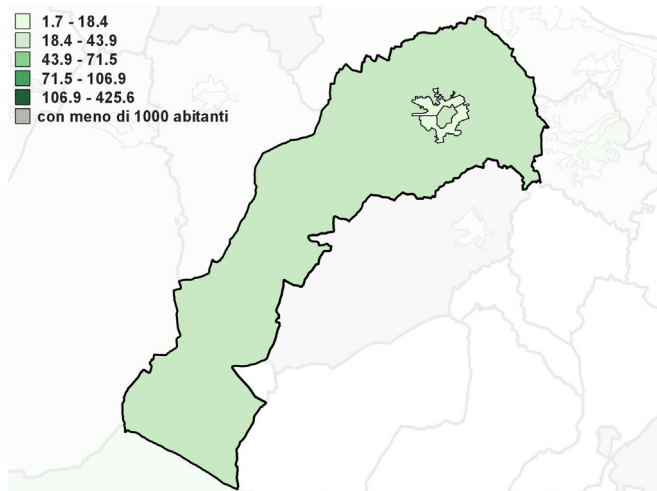 1.7 - 18.4
18.4 - 43.9
43.9 - 71.5
71.5 - 106.9
106.9 - 425.6
con meno di 1000 abitanti